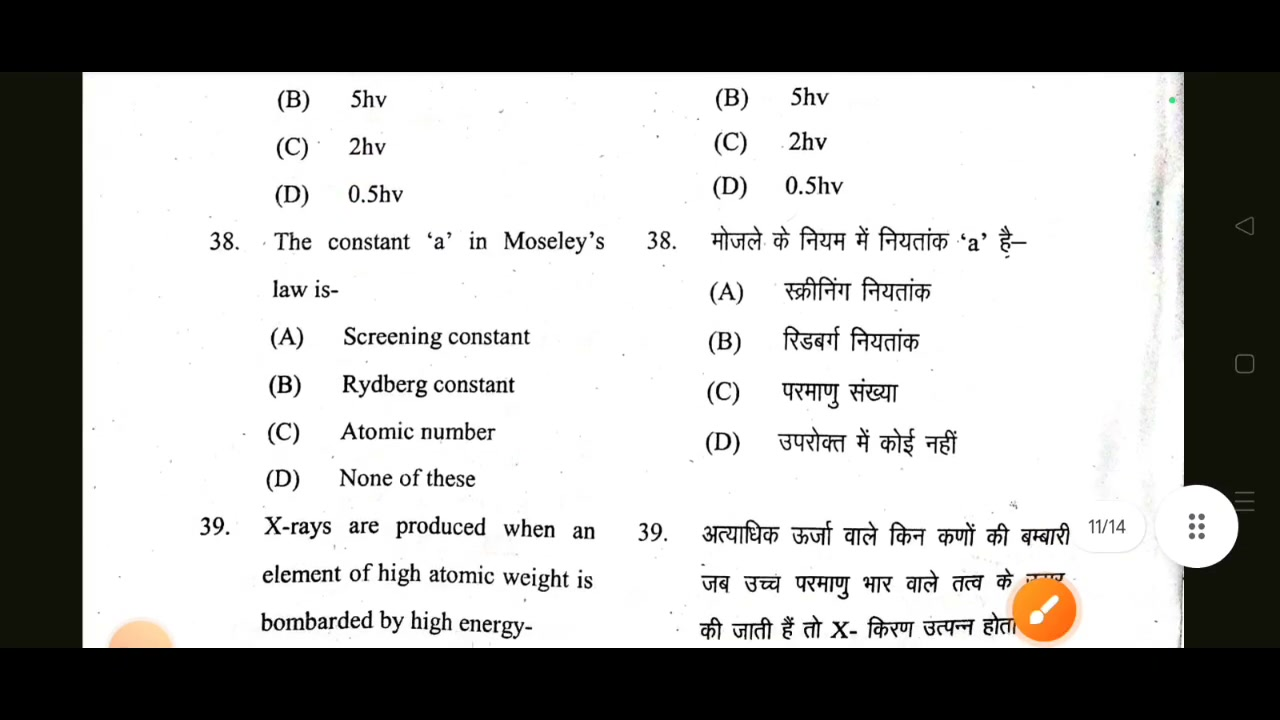 (B) 5hv
(C) 2hv
(D) 0.5hv
38. The constant ‘a’ in Moseley’s
law is-
(A) Screening constant
(B) Rydberg constant
(C) Atomic number
(D) None of these
39. X-rays are produced when an
element of high atomic weight is
bombarded by high energy-
(B) 5hv
(C) 2hv
(D) 0.5hv
38. मोजले के नियम में नियतांक ‘a’ है–
(A) स्क्रीनिंग नियतांक
(B) रिडबर्ग नियतांक
(C) परमाणु संख्या
(D) उपरोक्त में कोई नहीं
39. अत्याधिक ऊर्जा वाले किन कणों की बम्बारी
जब उच्च परमाणु भार वाले तत्व के
की जाती हैं तो X- किरण उत्पन्न होता
11/14